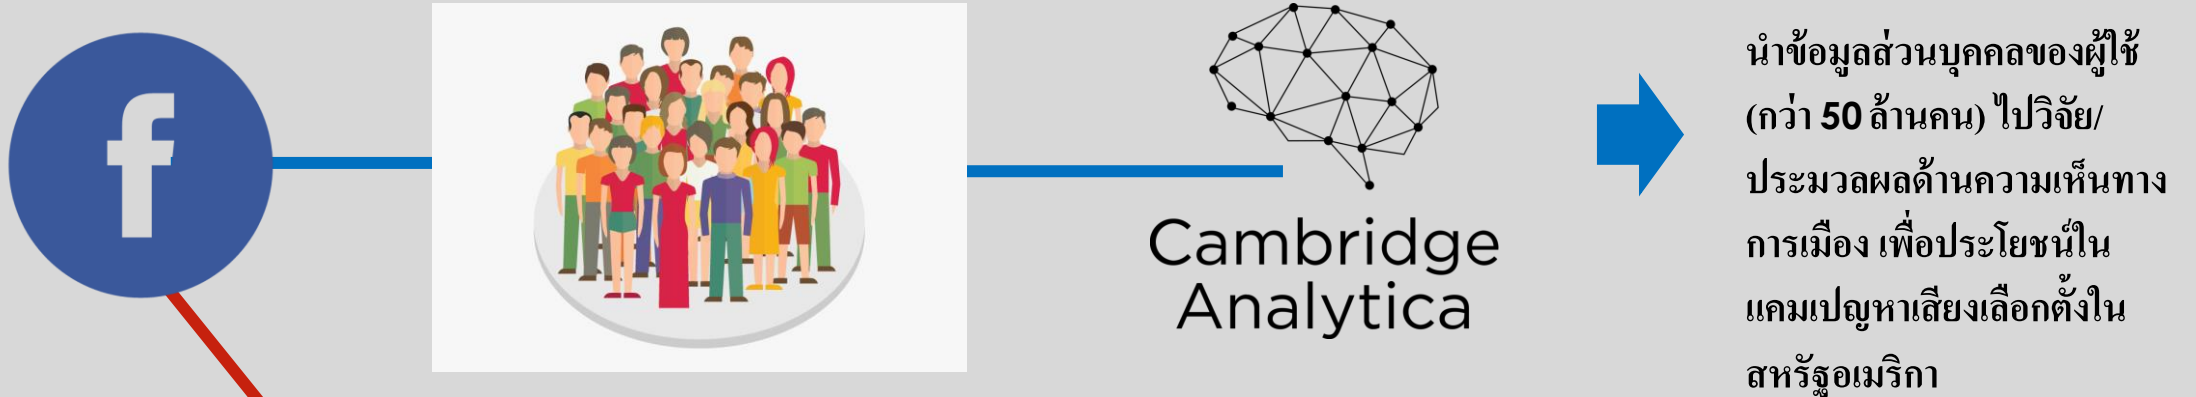 f
Cambridge
Analytica
นำข้อมูลส่วนบุคคลของผู้ใช้
(กว่า 50 ล้านคน) ไปวิจัย/
ประมวลผลด้านความเห็นทาง
การเมือง เพื่อประโยชน์ใน
แคมเปญหาเสียงเลือกตั้งใน
สหรัฐอเมริกา